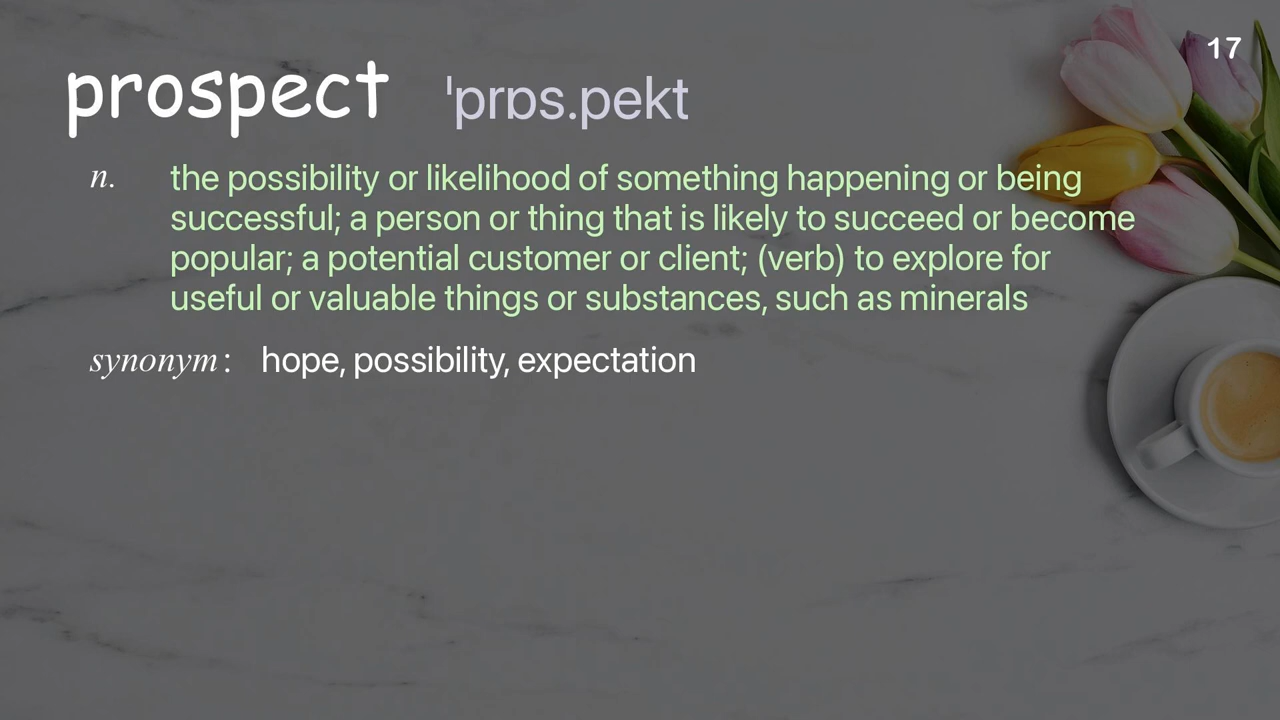 17
prospect ˈprɒs.pekt
n. the possibility or likelihood of something happening or being
successful; a person or thing that is likely to succeed or become
popular; a potential customer or client; (verb) to explore for
useful or valuable things or substances, such as minerals
synonym: hope, possibility, expectation